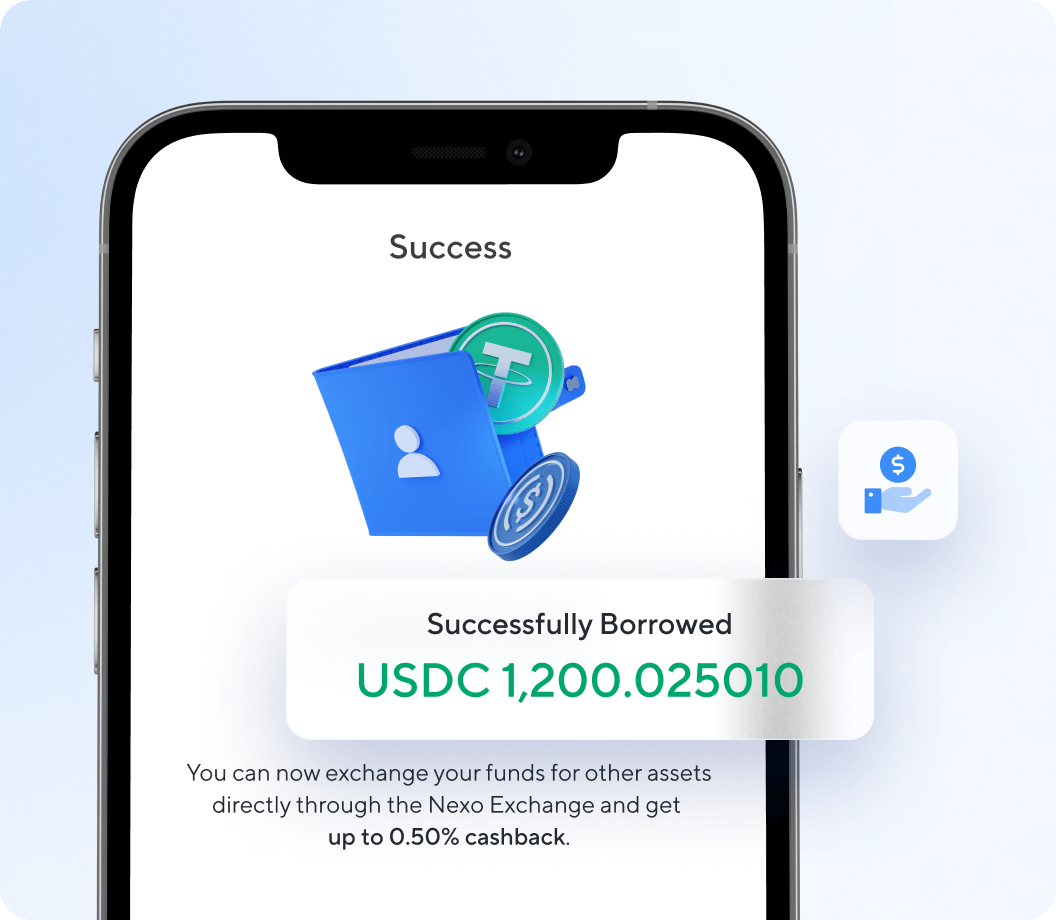 Success
Successfully Borrowed
USDC 1,200.025010
You can now exchange your funds for other assets
directly through the Nexo Exchange and get
up to 0.50% cashback.